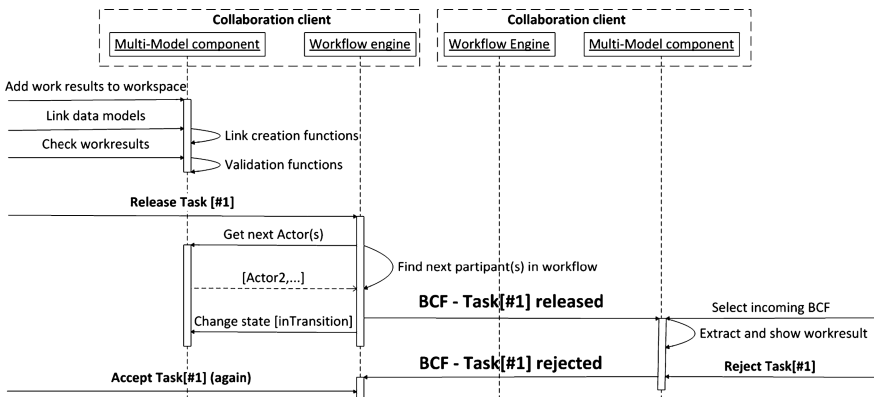 Collaboration client
Collaboration client
Multi-Model component
Workflow engine
Workflow Engine
Multi-Model component
Add work results to workspace
Link data models
Link creation functions
Check workresults
Validation functions
Release Task [#1]
Get next Actor(s)
Find next partipant(s) in workflow
[Actor2,...]
BCF - Task[#1] released
Select incoming BCF
Change state [inTransition]
Extract and show workresult
BCF - Task[#1] rejected
Reject Task[#1]
Accept Task[#1] (again)